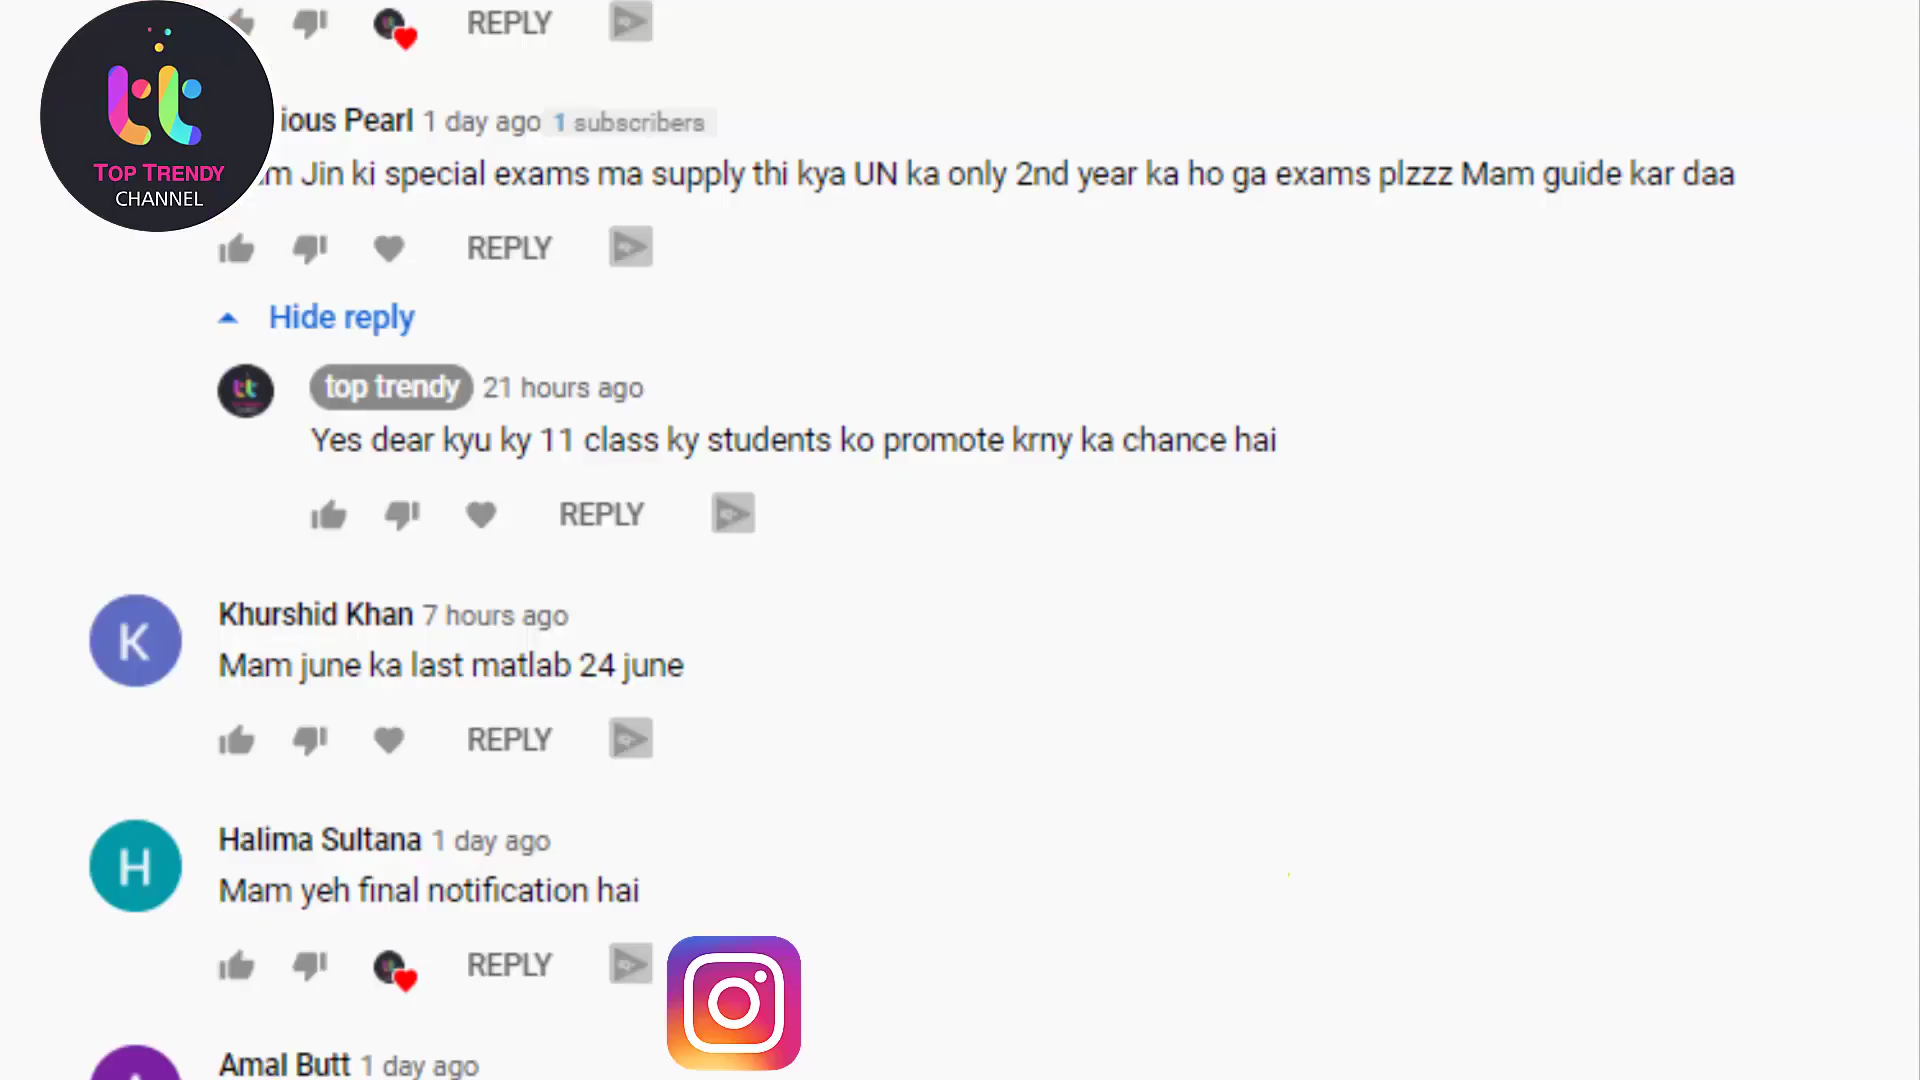 REPLY
TOP TRENDY
CHANNEL
Pearl 1 day ago 1 subscribers
Jin ki special exams ma supply thi kya UN ka only 2nd year ka ho ga exams plzzz Mam guide kar daa
REPLY
Hide reply
top trendy 21 hours ago
Yes dear kyu ky 11 class ky students ko promote krny ka chance hai
REPLY
K
Khurshid Khan 7 hours ago
Mam june ka last matlab 24 june
REPLY
H
Halima Sultana 1 day ago
Mam yeh final notification hai
REPLY
Amal Butt 1 day ago